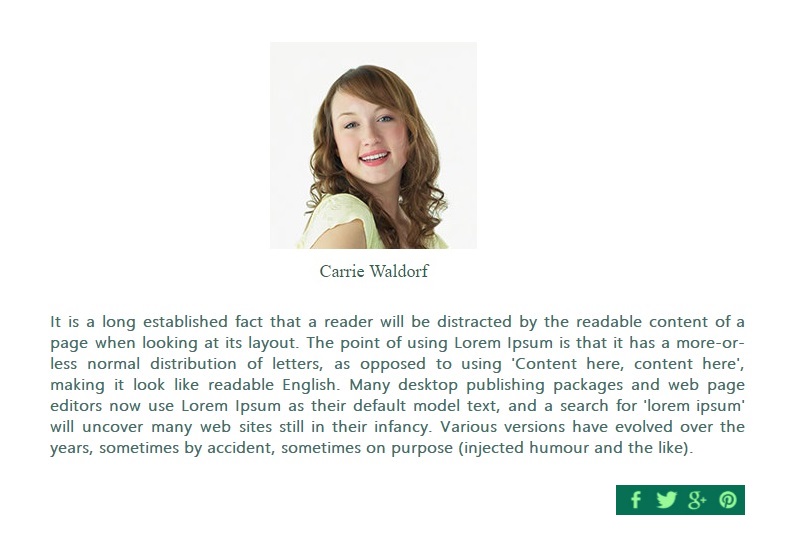 Carrie Waldorf
It is a long established fact that a reader will be distracted by the readable content of a
page when looking at its layout. The point of using Lorem Ipsum is that it has a more-or-
less normal distribution of letters, as opposed to using 'Content here, content here',
making it look like readable English. Many desktop publishing packages and web page
editors now use Lorem Ipsum as their default model text, and a search for 'lorem ipsum'
will uncover many web sites still in their infancy. Various versions have evolved over the
years, sometimes by accident, sometimes on purpose (injected humour and the like).